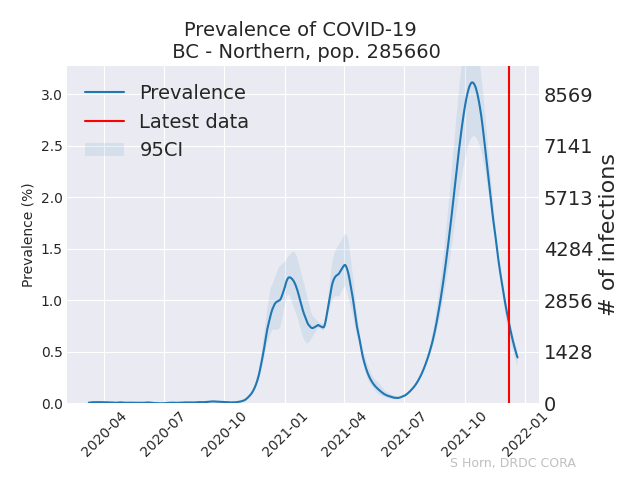 Prevalence of COVID-19
BC - Northern, pop. 285660
Prevalence
Latest data
95CI
Prevalence (%)
3.0
2.5
2.0
1.5
1.0
0.5
0.0
8569
7141
5713
4284
2856
1428
0
# of infections
2020-04
2020-07
2020-10
2021-01
2021-04
2021-07
2021-10
2022-01
S Horn, DRDC CORA